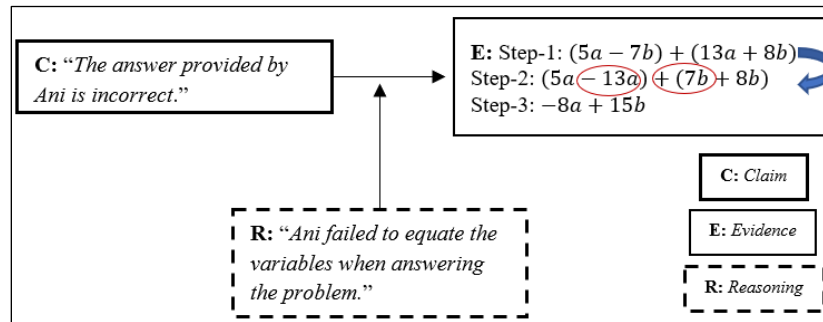 C: “The answer provided by
Ani is incorrect.”
E: Step-1: (5a − 7b) + (13a + 8b)
Step-2: (5a − 13a) + (7b + 8b)
Step-3: −8a + 15b
R: “Ani failed to equate the
variables when answering
the problem.”
C: Claim
E: Evidence
R: Reasoning